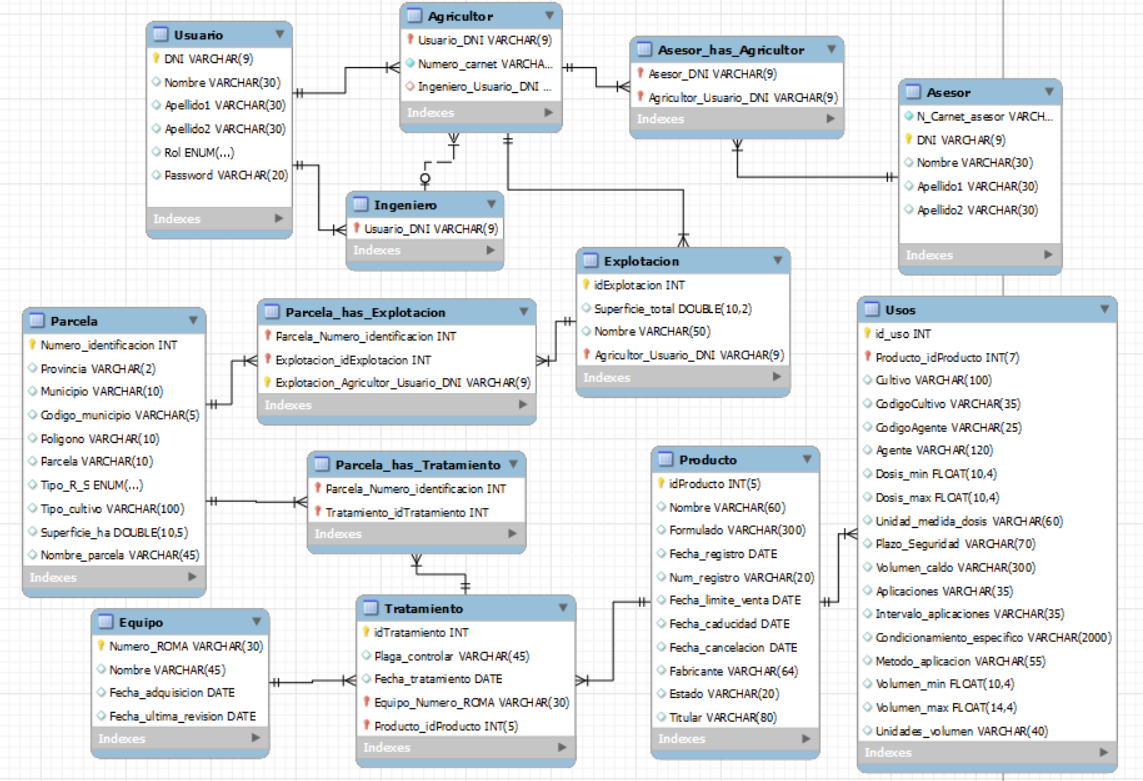 Usuario
DNI VARCHAR(9)
Nombre VARCHAR(30)
Apellido1 VARCHAR(30)
Apellido2 VARCHAR(30)
Rol ENUM(...)
Password VARCHAR(20)
Indexes
Agricultor
Usuario_DNI VARCHAR(9)
Numero_carnet VARCHA...
Ingeniero_Usuario_DNI ...
Indexes
Asesor_has_Agricultor
Asesor_DNI VARCHAR(9)
Agricultor_Usuario_DNI VARCHAR(9)
Indexes
Asesor
N_Carnet_asesor VARCH...
DNI VARCHAR(9)
Nombre VARCHAR(30)
Apellido1 VARCHAR(30)
Apellido2 VARCHAR(30)
Indexes
Ingeniero
Usuario_DNI VARCHAR(9)
Indexes
Explotacion
idExplotacion INT
Superficie_total DOUBLE(10,2)
Nombre VARCHAR(50)
Agricultor_Usuario_DNI VARCHAR(9)
Indexes
Parcela
Numero_identificacion INT
Provincia VARCHAR(2)
Municipio VARCHAR(10)
Codigo_municipio VARCHAR(5)
Poligono VARCHAR(10)
Parcela VARCHAR(10)
Tipo_R_S ENUM(...)
Tipo_cultivo VARCHAR(100)
Superficie_ha DOUBLE(10,5)
Nombre_parcela VARCHAR(45)
Indexes
Parcela_has_Explotacion
Parcela_Numero_identificacion INT
Explotacion_idExplotacion INT
Explotacion_Agricultor_Usuario_DNI VARCHAR(9)
Indexes
Usos
id_uso INT
Producto_idProducto INT(7)
Cultivo VARCHAR(100)
CodigoCultivo VARCHAR(35)
CodigoAgente VARCHAR(25)
Agente VARCHAR(120)
Dosis_min FLOAT(10,4)
Dosis_max FLOAT(10,4)
Unidad_medida_dosis VARCHAR(60)
Plazo_Seguridad VARCHAR(70)
Volumen_caldo VARCHAR(300)
Aplicaciones VARCHAR(35)
Intervalo_aplicaciones VARCHAR(35)
Condicionamiento_especifico VARCHAR(2000)
Metodo_aplicacion VARCHAR(55)
Volumen_min FLOAT(10,4)
Volumen_max FLOAT(14,4)
Unidades_volumen VARCHAR(40)
Indexes
Parcela_has_Tratamiento
Parcela_Numero_identificacion INT
Tratamiento_idTratamiento INT
Indexes
Producto
idProducto INT(5)
Nombre VARCHAR(60)
Formulado VARCHAR(300)
Fecha_registro DATE
Num_registro VARCHAR(20)
Fecha_limite_venta DATE
Fecha_caducidad DATE
Fecha_cancelacion DATE
Fabricante VARCHAR(64)
Estado VARCHAR(20)
Titular VARCHAR(80)
Indexes
Equipo
Numero_ROMA VARCHAR(30)
Nombre VARCHAR(45)
Fecha_adquisicion DATE
Fecha_ultima_revision DATE
Indexes
Tratamiento
idTratamiento INT
Plaga_controlar VARCHAR(45)
Fecha_tratamiento DATE
Equipo_Numero_ROMA VARCHAR(30)
Producto_idProducto INT(5)
Indexes